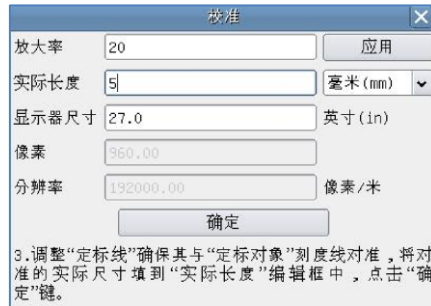 校准
放大率 20 应用
实际长度 5 毫米(mm)
显示器尺寸 27.0 英寸(in)
像素 960.00
分辨率 192000.00 像素/米
确定
3.调整“定标线”确保其与“定标对象”刻度线对准，将对
准的实际尺寸填到“实际长度”编辑框中，点击“确
定”键。